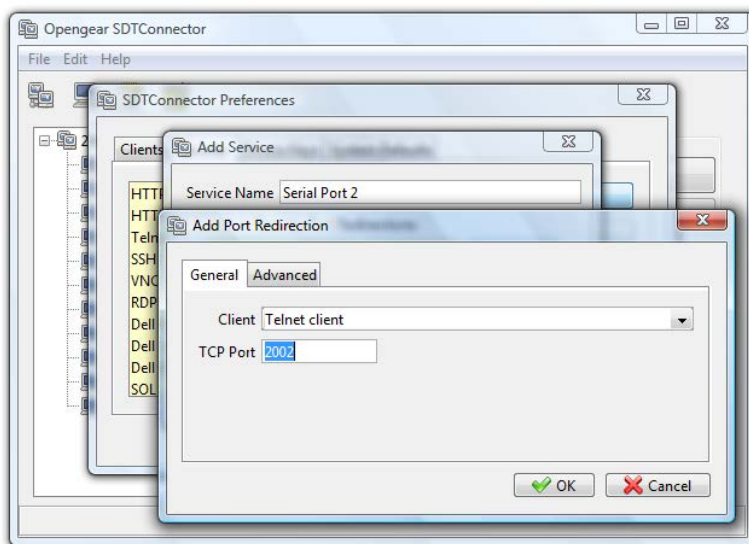 Opengear SDTConnector
File Edit Help
SDTConnector Preferences
Clients
Add Service
Service Name Serial Port 2
HTTP
HTT
Teln
SSH
VNC
RDP
Dell
Dell
Dell
SOL
Add Port Redirection
General Advanced
Client Telnet client
TCP Port 2002
OK Cancel